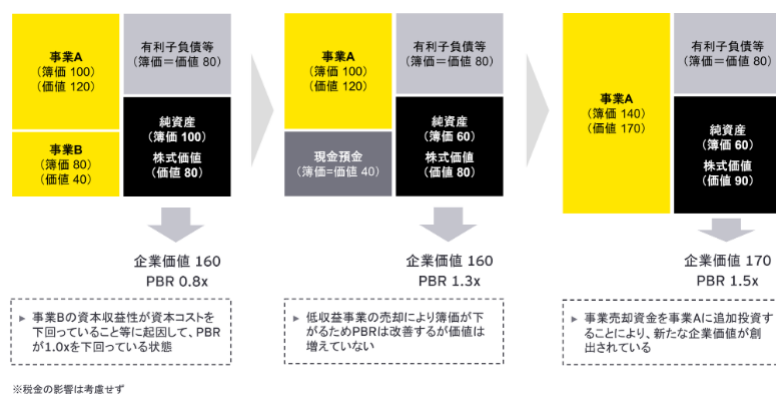 事業A
（簿価 100）
（価値 120）
事業B
（簿価 80）
（価値 40）
有利子負債等
（簿価＝価値 80）
純資産
（簿価 100）
株式価値
（価値 80）
企業価値 160
PBR 0.8x
▶ 事業Bの資本収益性が資本コストを
下回っていること等に起因して、PBR
が1.0xを下回っている状態
事業A
（簿価 100）
（価値 120）
現金預金
（簿価=価値 40）
有利子負債等
（簿価＝価値 80）
純資産
（簿価 60）
株式価値
（価値 80）
企業価値 160
PBR 1.3x
▶ 低収益事業の売却により簿価が下
がるためPBRは改善するが価値は
増えていない
事業A
（簿価 140）
（価値 170）
有利子負債等
（簿価＝価値 80）
純資産
（簿価 60）
株式価値
（価値 90）
企業価値 170
PBR 1.5x
▶ 事業売却資金を事業Aに追加投資す
ることにより、新たな企業価値が創
出されている
※税金の影響は考慮せず